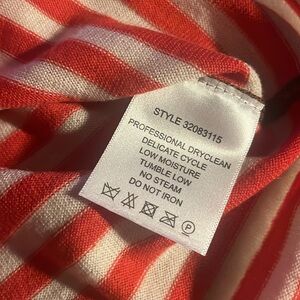 STYLE 32083115
PROFESSIONAL DRYCLEAN
DELICATE CYCLE
LOW MOISTURE
TUMBLE LOW
NO STEAM
DO NOT IRON
P